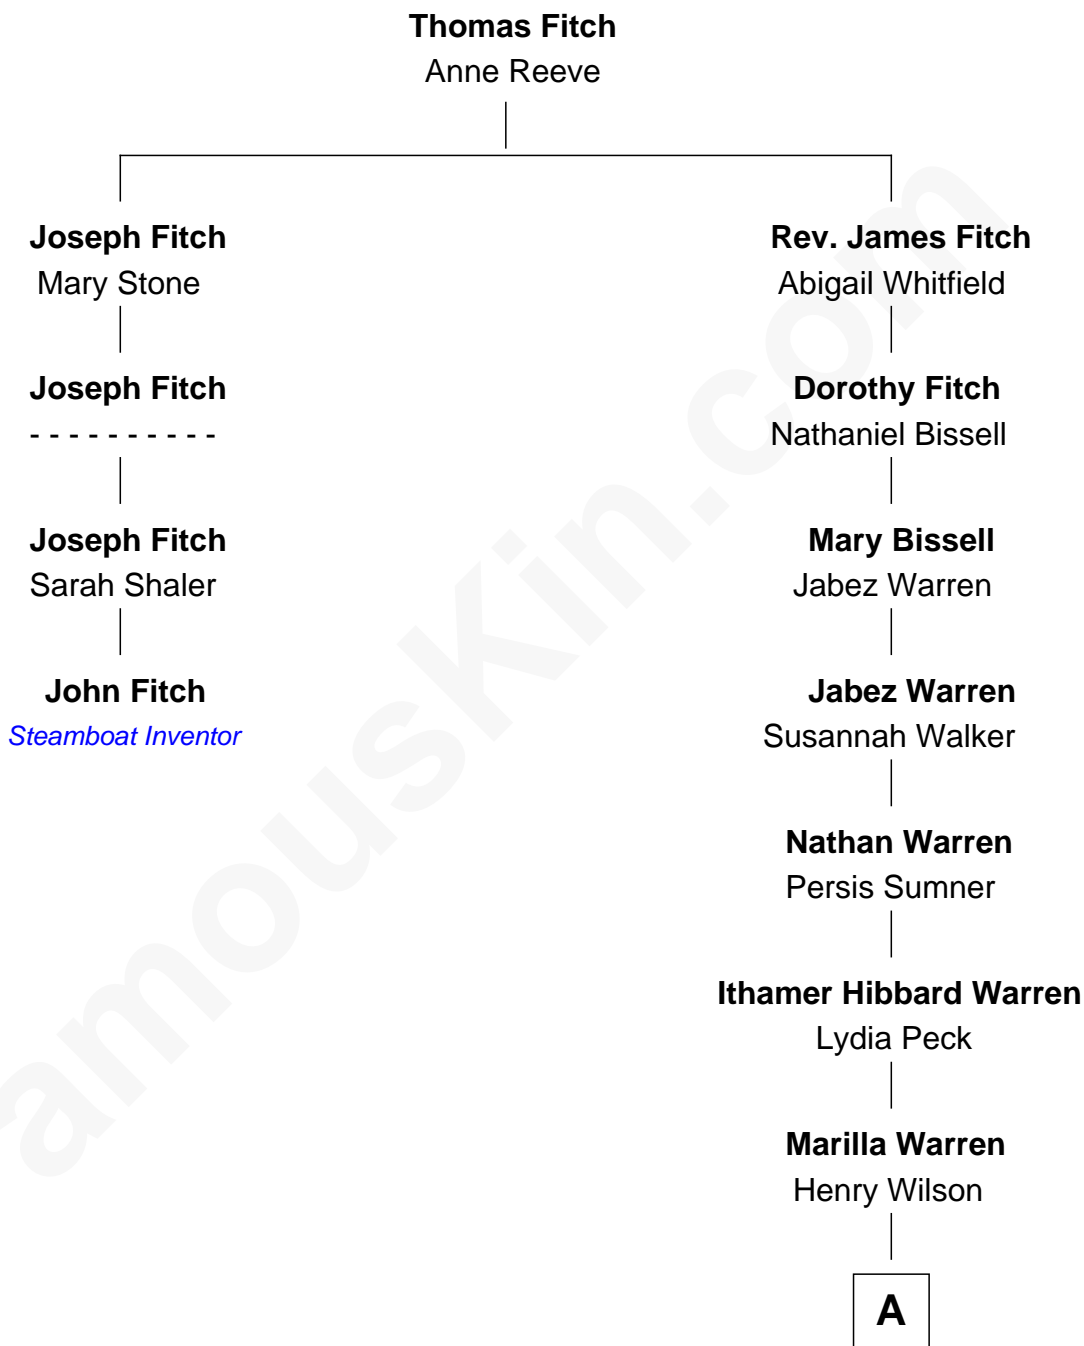 Thomas Fitch
Anne Reeve
Joseph Fitch
Mary Stone
Joseph Fitch
- - - - - - - - - -
Joseph Fitch
Sarah Shaler
John Fitch
Steamboat Inventor
Rev. James Fitch
Abigail Whitfield
Dorothy Fitch
Nathaniel Bissell
Mary Bissell
Jabez Warren
Jabez Warren
Susannah Walker
Nathan Warren
Persis Sumner
Ithamer Hibbard Warren
Lydia Peck
Marilla Warren
Henry Wilson
A
amouskin.com